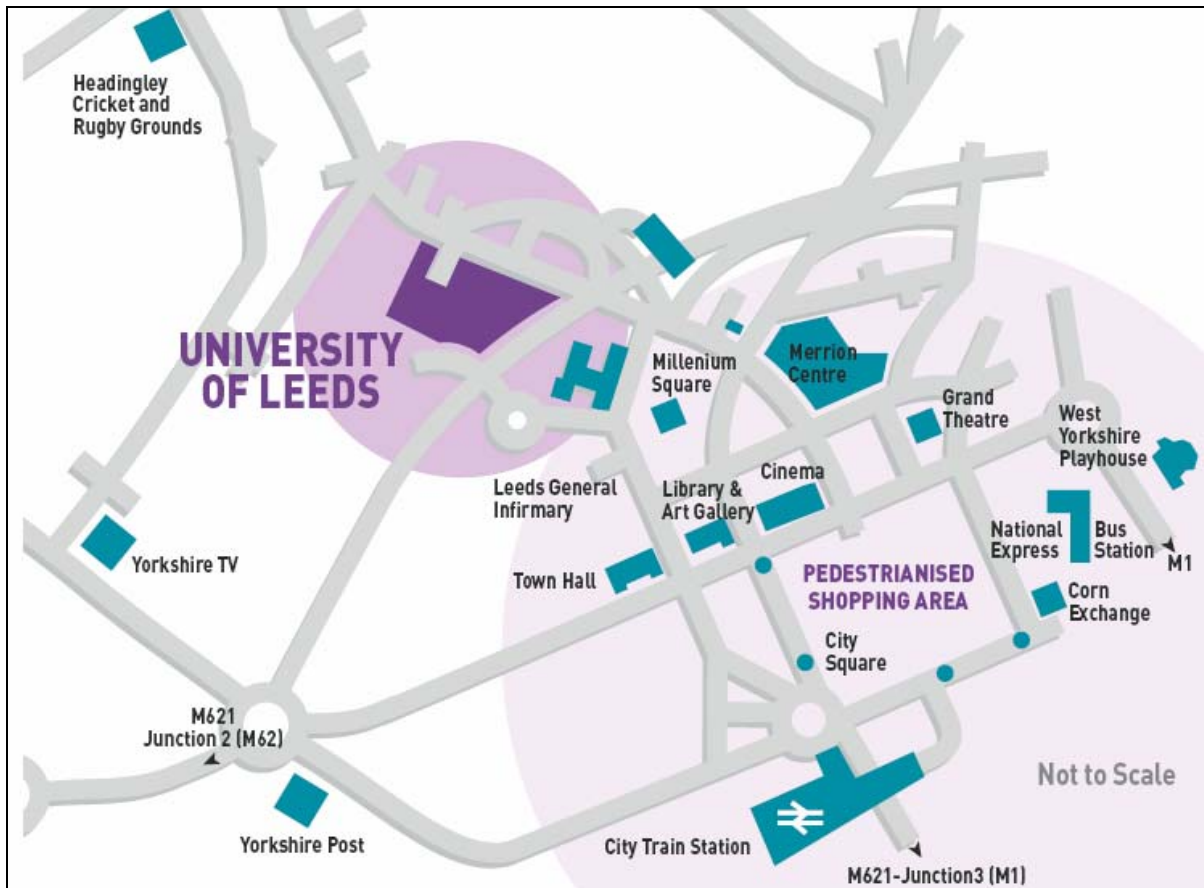 Headingley
Cricket and
Rugby Grounds
UNIVERSITY
OF LEEDS
Millenium
Square
Merrion
Centre
Grand
Theatre
West
Yorkshire
Playhouse
Leeds General
Infirmary
Library &
Art Gallery
Cinema
National
Express
Bus
Station
M1
Yorkshire TV
Town Hall
PEDESTRIANISED
SHOPPING AREA
Corn
Exchange
City
Square
M621
Junction 2 (M62)
Not to Scale
Yorkshire Post
City Train Station
M621-Junction3 (M1)